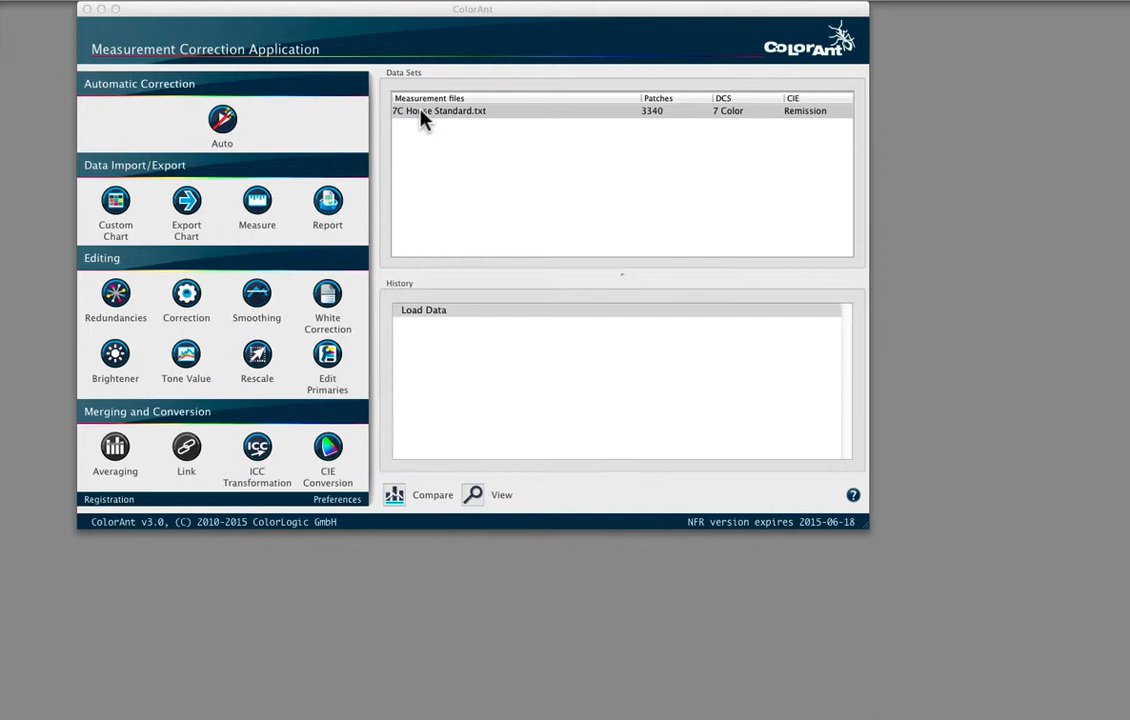 ColorAnt
Measurement Correction Application
COLORANT
Automatic Correction
Auto
Data Import/Export
Custom Chart
Export Chart
Measure
Report
Editing
Redundancies
Correction
Smoothing
White Correction
Brightener
Tone Value
Rescale
Edit Primaries
Merging and Conversion
Averaging
Link
ICC
ICC Transformation
CIE Conversion
Registration
Preferences
Data Sets
Measurement files Patches DCS CIE
7C House Standard.txt 3340 7 Color Remission
History
Load Data
Compare
View
?
ColorAnt v3.0, (C) 2010-2015 ColorLogic GmbH
NFR version expires 2015-06-18